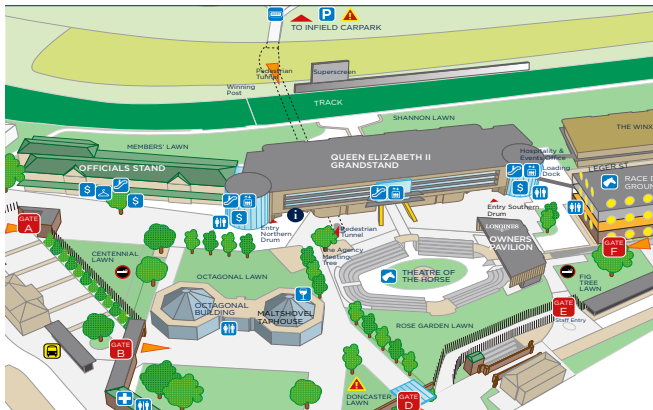 P
TO INFIELD CARPARK
Pedestrian
Tunnel
Superscreen
Winning
Post
TRACK
SHANNON LAWN
THE WINX
MEMBERS' LAWN
OFFICIALS STAND
QUEEN ELIZABETH II
GRANDSTAND
Hospitality &
Events Office
Loading
Dock
LEGER ST
RACE D
GROUN
$
$
$
$
GATE
A
i
Entry
Northern
Drum
Pedestrian
Tunnel
The Agency
Meeting
Tree
Entry Southern
Drum
LONGINES
OWNERS
PAVILION
GATE
F
CENTENNIAL
LAWN
OCTAGONAL LAWN
THEATRE OF
THE HORSE
FIG
TREE
LAWN
OCTAGONAL
BUILDING
MALTSHOVEL
TAPHOUSE
ROSE GARDEN LAWN
GATE
E
Staff Entry
GATE
B
DONCASTER
LAWN
GATE
D